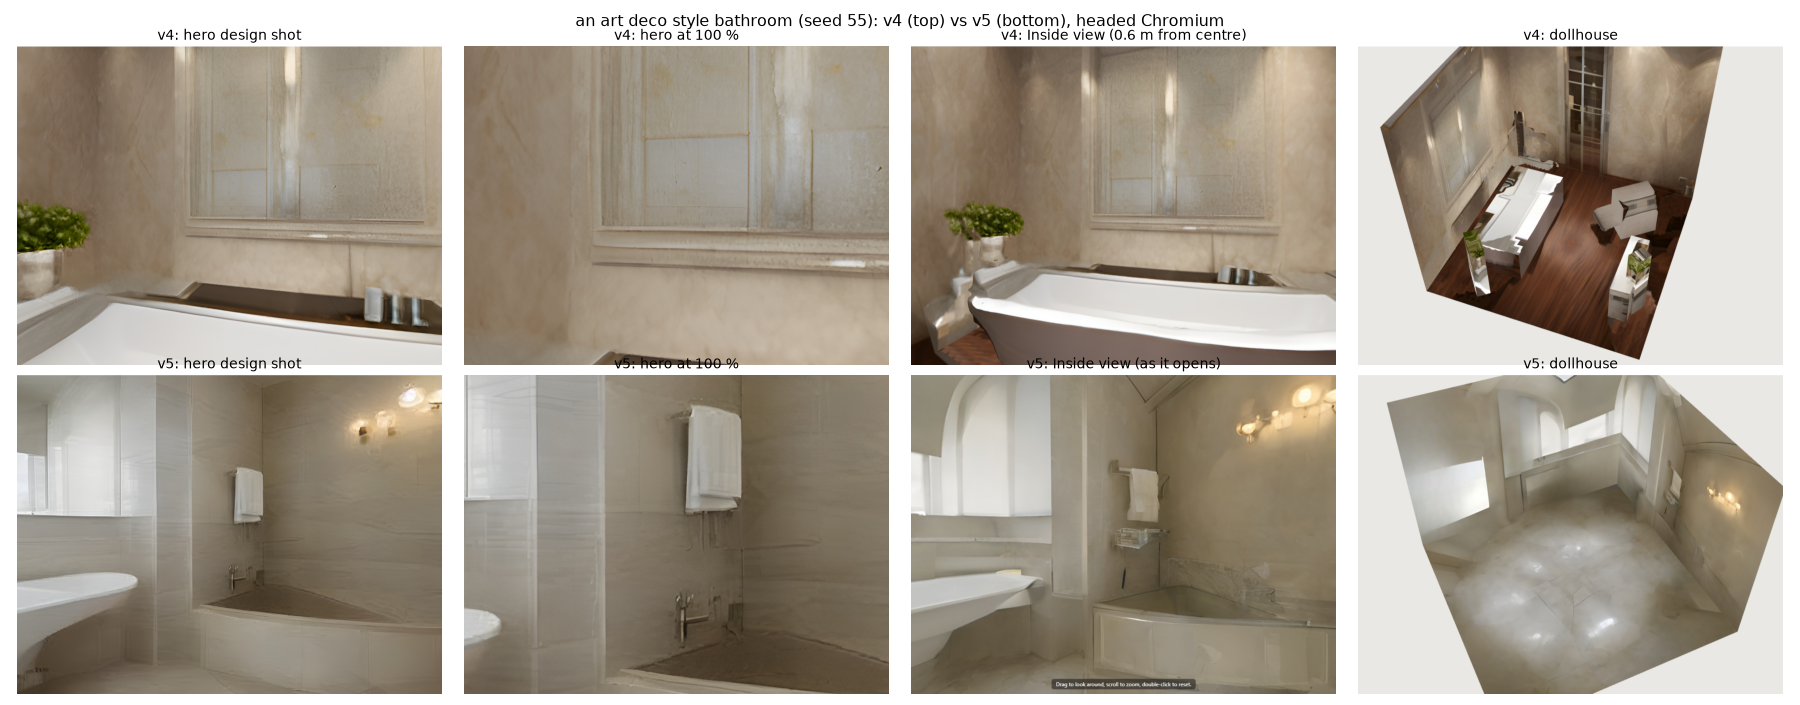 an art deco style bathroom (seed 55): v4 (top) vs v5 (bottom), headed Chromium
v4: hero design shot
v4: hero at 100 %
v4: Inside view (0.6 m from centre)
v4: dollhouse
v5: hero design shot
v5: hero at 100 %
v5: Inside view (as it opens)
v5: dollhouse
Drag to look around, scroll to zoom, double-click to reset.